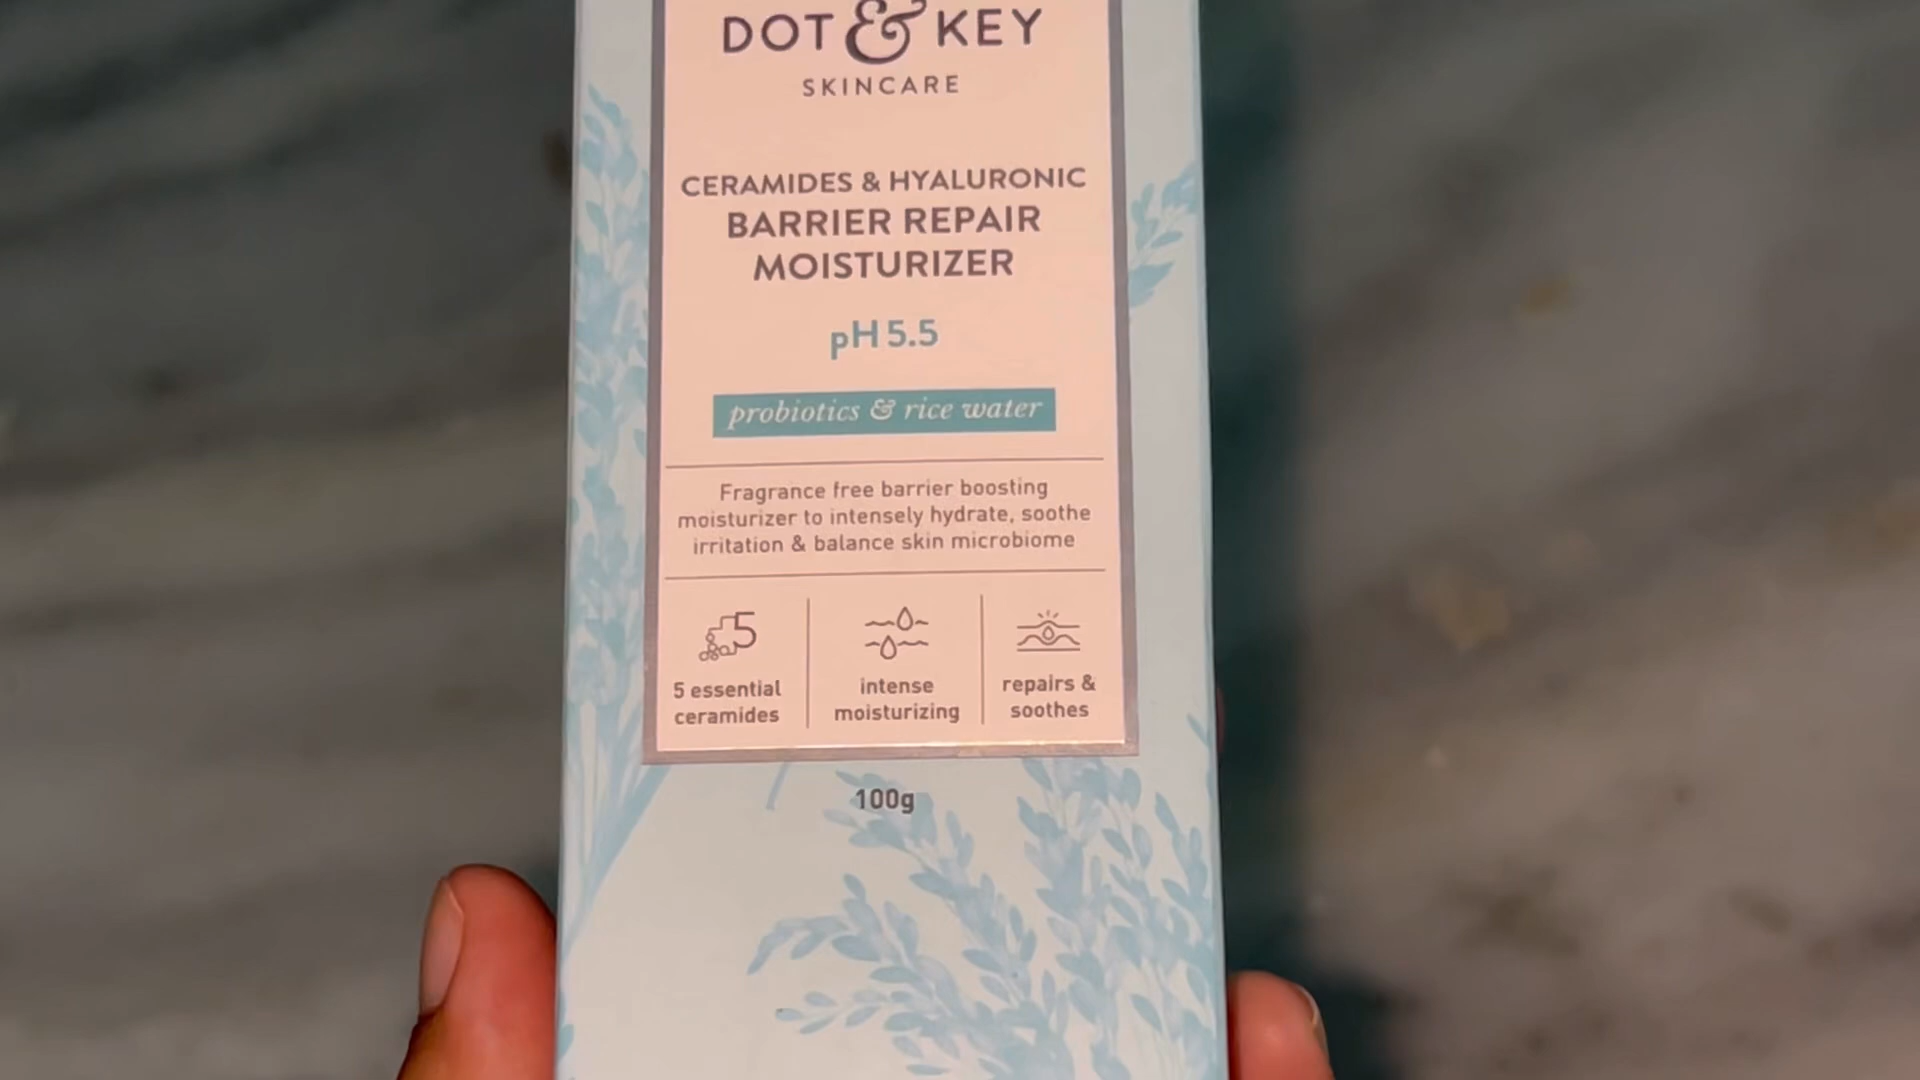 DOT & KEY
SKINCARE
CERAMIDES & HYALURONIC
BARRIER REPAIR
MOISTURIZER
pH 5.5
probiotics & rice water
Fragrance free barrier boosting
moisturizer to intensely hydrate, soothe
irritation & balance skin microbiome
5
5 essential
ceramides
intense
moisturizing
repairs &
soothes
100g